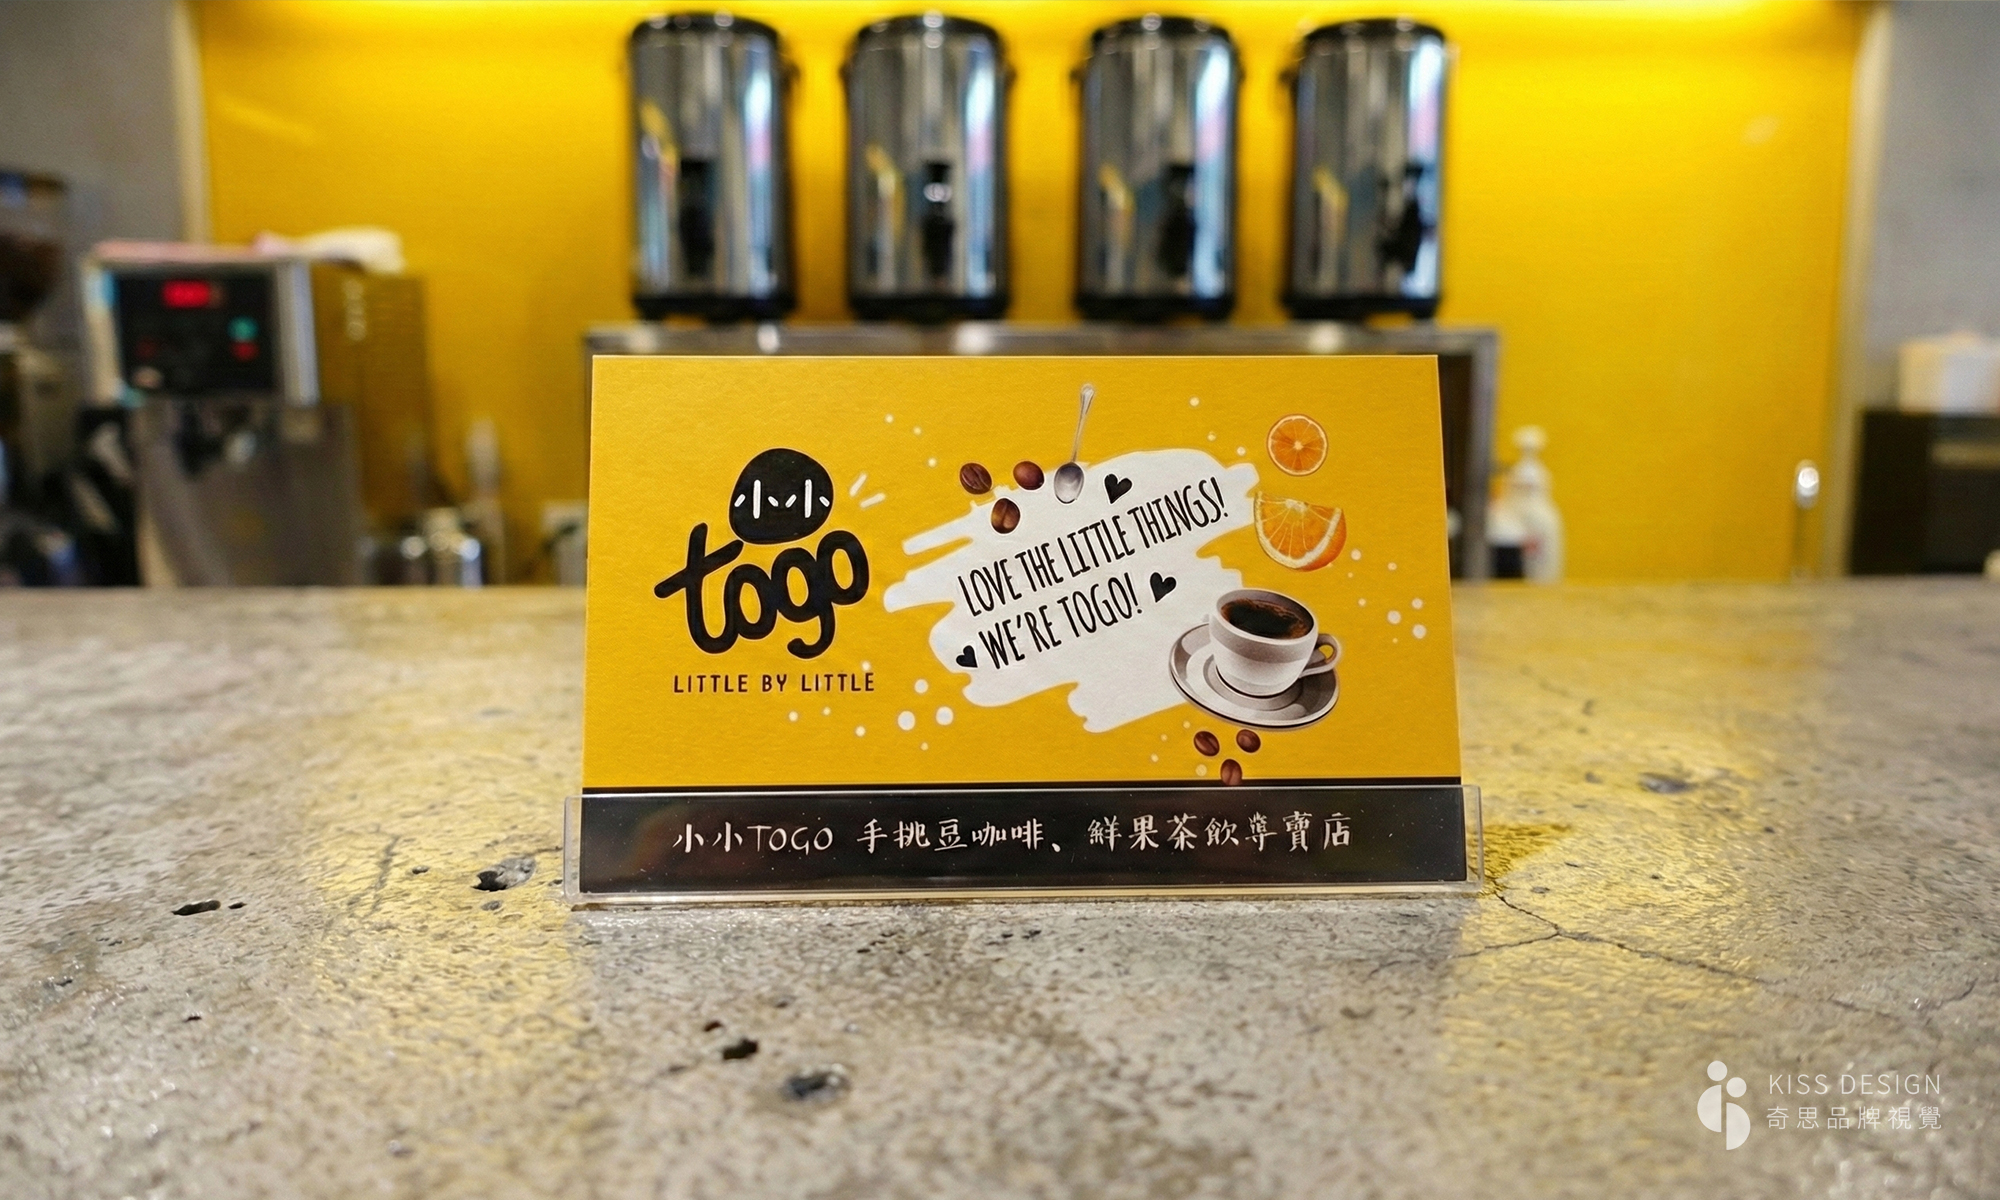 小小
togo
LITTLE BY LITTLE
LOVE THE LITTLE THINGS!
WE'RE TOGO!
小小TOGO 手挑豆咖啡、鮮果茶飲專賣店
KISS DESIGN
奇思品牌視覺